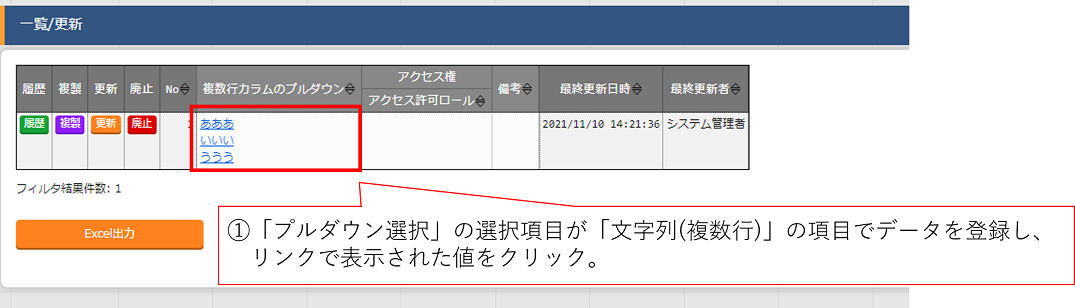 一覧/更新
履歴 複製 更新 廃止 No 複数行カラムのプルダウン アクセス権 備考 最終更新日時 最終更新者
アクセス許可ロール
履歴 複製 更新 廃止 1 あああ 2021/11/10 14:21:36 システム管理者
いいい
ううう
フィルタ結果件数: 1
Excel出力
①「プルダウン選択」の選択項目が「文字列(複数行)」の項目でデータを登録し、
リンクで表示された値をクリック。